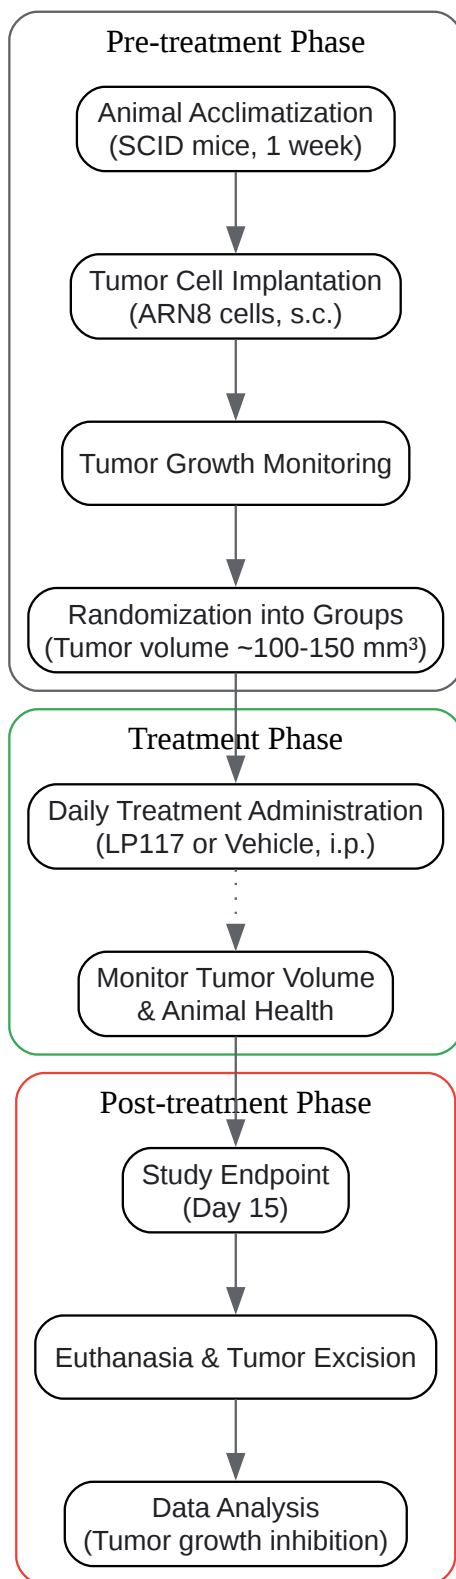 Pre-treatment Phase
Animal Acclimatization
(SCID mice, 1 week)
Tumor Cell Implantation
(ARN8 cells, s.c.)
Tumor Growth Monitoring
Randomization into Groups
(Tumor volume ~100-150 mm³)
Treatment Phase
Daily Treatment Administration
(LP117 or Vehicle, i.p.)
Monitor Tumor Volume
& Animal Health
Post-treatment Phase
Study Endpoint
(Day 15)
Euthanasia & Tumor Excision
Data Analysis
(Tumor growth inhibition)